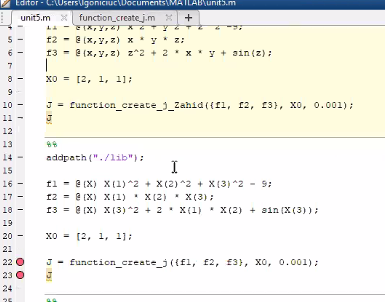 Editor - C:\Users\lgoniciuc\Documents\MATLAB\unit5.m
unit5.m × function_create_j.m × +
4 f1 = @(x,y,z) x^2 + y^2 + z^2 -9;
5 - f2 = @(x,y,z) x * y * z;
6 - f3 = @(x,y,z) z^2 + 2 * x * y + sin(z);
7
8 - X0 = [2, 1, 1];
9
10 - J = function_create_j_Zahid({f1, f2, f3}, X0, 0.001);
11 - J
12
13 %%
14 - addpath("./lib");
15
16 - f1 = @(X) X(1)^2 + X(2)^2 + X(3)^2 - 9;
17 - f2 = @(X) X(1) * X(2) * X(3);
18 - f3 = @(X) X(3)^2 + 2 * X(1) * X(2) + sin(X(3));
19
20 - X0 = [2, 1, 1];
21
22 J = function_create_j({f1, f2, f3}, X0, 0.001);
23 J
24
%%